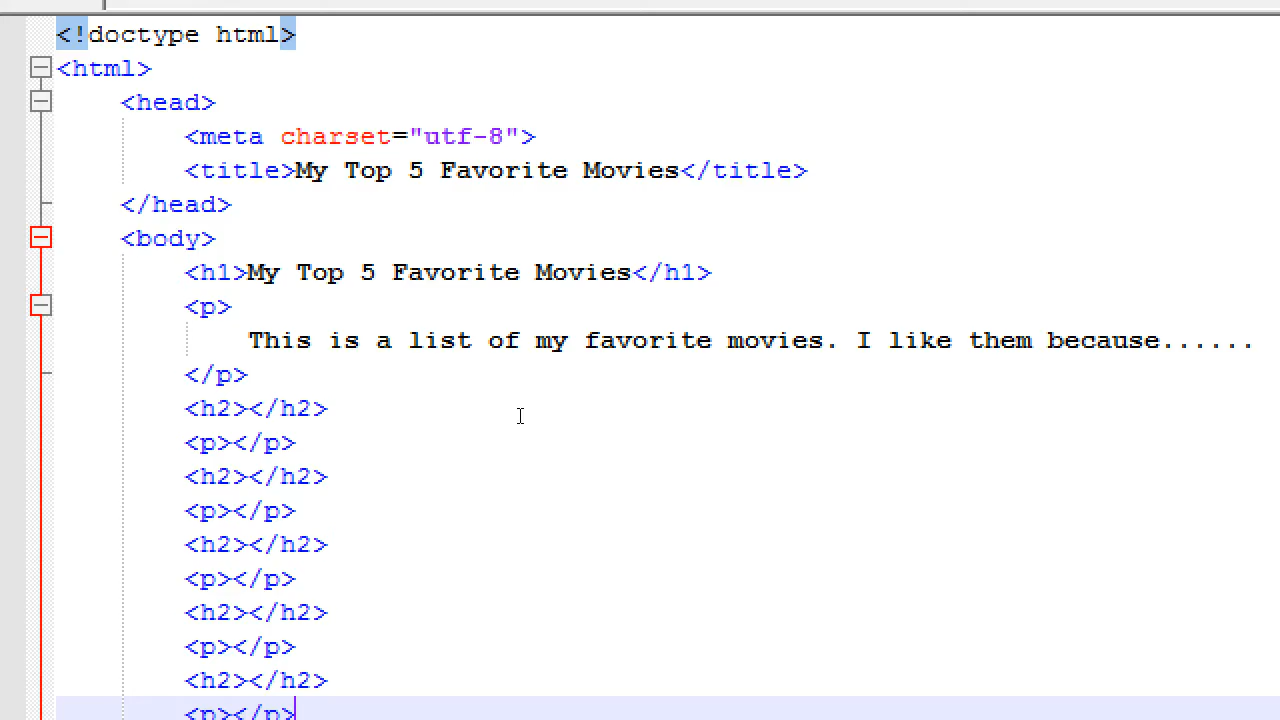 <!doctype html>
<html>
<head>
<meta charset="utf-8">
<title>My Top 5 Favorite Movies</title>
</head>
<body>
<h1>My Top 5 Favorite Movies</h1>
<p>
This is a list of my favorite movies. I like them because......
</p>
<h2></h2>
<p></p>
<h2></h2>
<p></p>
<h2></h2>
<p></p>
<h2></h2>
<p></p>
<h2></h2>
<p></p>